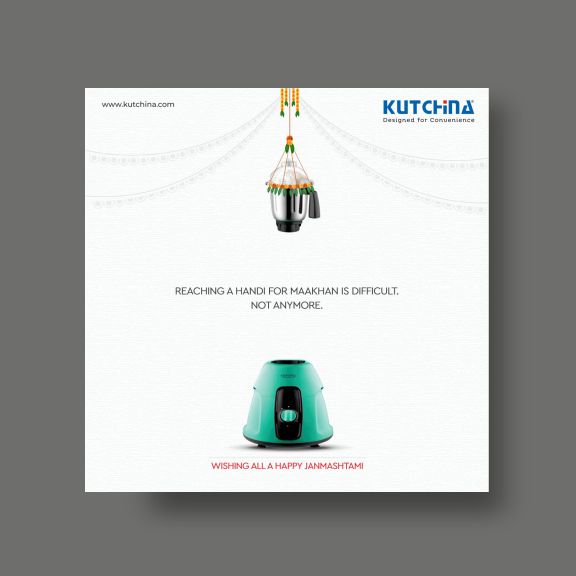 www.kutchina.com
KUTCHINA
Designed for Convenience
REACHING A HANDI FOR MAAKHAN IS DIFFICULT.
NOT ANYMORE.
KUTCHINA
WISHING ALL A HAPPY JANMASHTAMI